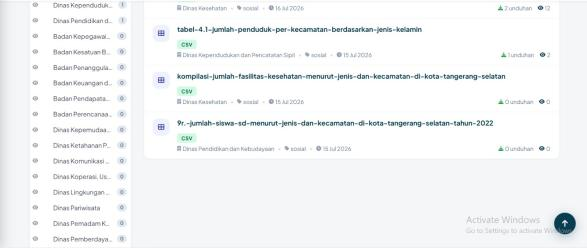 Dinas Kependuduk... 1
Dinas Pendidikan d... 1
Badan Kepegawai... 0
Badan Kesatuan B... 0
Badan Penanggula... 0
Badan Keuangan d... 0
Badan Pendapata... 0
Badan Perencanaa... 0
Dinas Kepemudaa... 0
Dinas Ketahanan P... 0
Dinas Komunikasi ... 0
Dinas Koperasi, Us... 0
Dinas Lingkungan ... 0
Dinas Pariwisata 0
Dinas Pemadam K... 0
Dinas Pemberdaya... 0
Dinas Kesehatan • sosial • 16 Jul 2026 2 unduhan 12
tabel-4.1-jumlah-penduduk-per-kecamatan-berdasarkan-jenis-kelamin
CSV
Dinas Kependudukan dan Pencatatan Sipil • sosial • 15 Jul 2026 1 unduhan 2
kompilasi-jumlah-fasilitas-kesehatan-menurut-jenis-dan-kecamatan-di-kota-tangerang-selatan
CSV
Dinas Kesehatan • sosial • 15 Jul 2026 0 unduhan 0
9r.-jumlah-siswa-sd-menurut-jenis-dan-kecamatan-di-kota-tangerang-selatan-tahun-2022
CSV
Dinas Pendidikan dan Kebudayaan • sosial • 15 Jul 2026 0 unduhan 0
Activate Windows
Go to Settings to activate Windows.